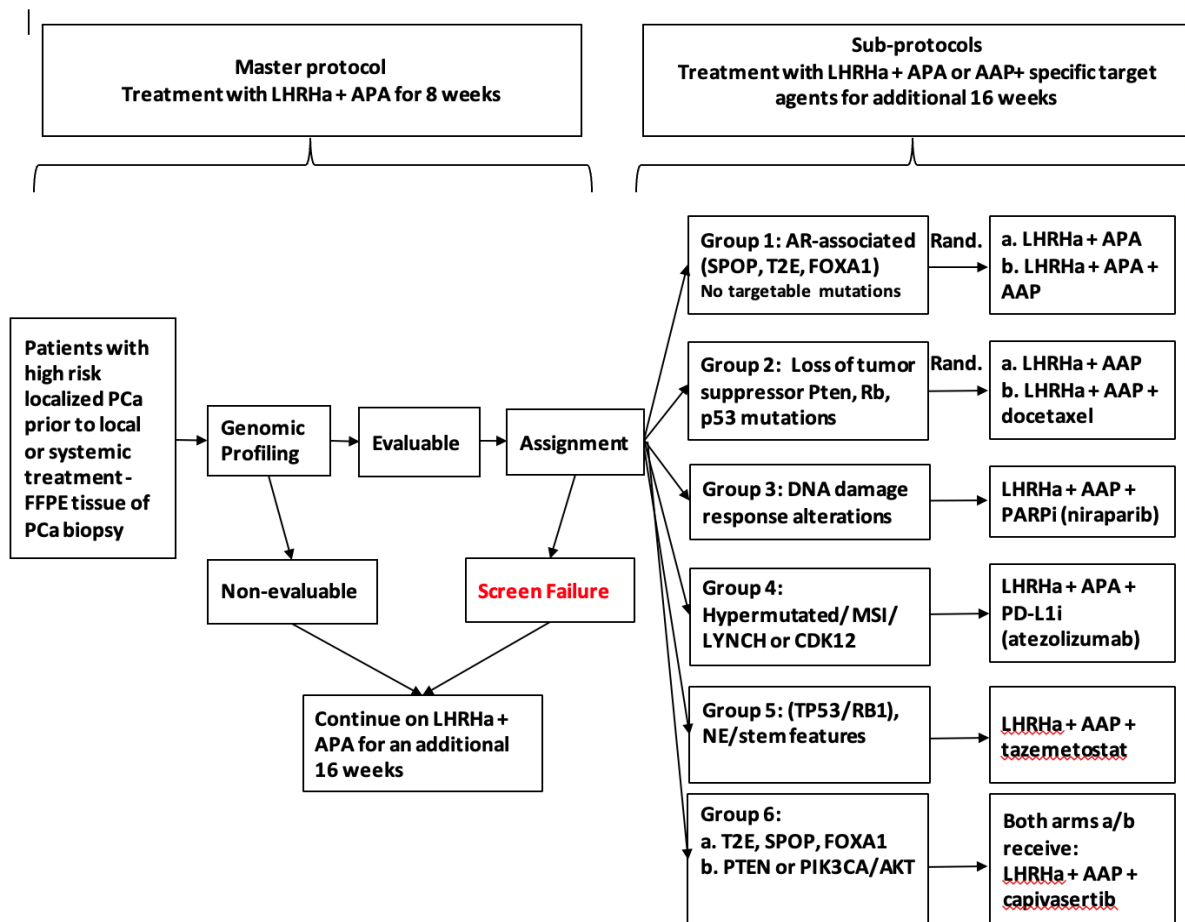 Master protocol
Treatment with LHRHa + APA for 8 weeks
Sub-protocols
Treatment with LHRHa + APA or AAP+ specific target
agents for additional 16 weeks
Patients with
high risk
localized PCa
prior to local
or systemic
treatment -
FFPE tissue of
PCa biopsy
Genomic
Profiling
Evaluable
Assignment
Non-evaluable
Screen Failure
Continue on LHRHa +
APA for an additional
16 weeks
Group 1: AR-associated
(SPOP, T2E, FOXA1)
No targetable mutations
Rand.
a. LHRHa + APA
b. LHRHa + APA +
AAP
Group 2: Loss of tumor
suppressor Pten, Rb,
p53 mutations
Rand.
a. LHRHa + AAP
b. LHRHa + AAP +
docetaxel
Group 3: DNA damage
response alterations
LHRHa + AAP +
PARPi (niraparib)
Group 4:
Hypermutated/ MSI/
LYNCH or CDK12
LHRHa + APA +
PD-L1i
(atezolizumab)
Group 5: (TP53/RB1),
NE/stem features
LHRHa + AAP +
tazemetostat
Group 6:
a. T2E, SPOP, FOXA1
b. PTEN or PIK3CA/AKT
Both arms a/b
receive:
LHRHa + AAP +
capivasertib